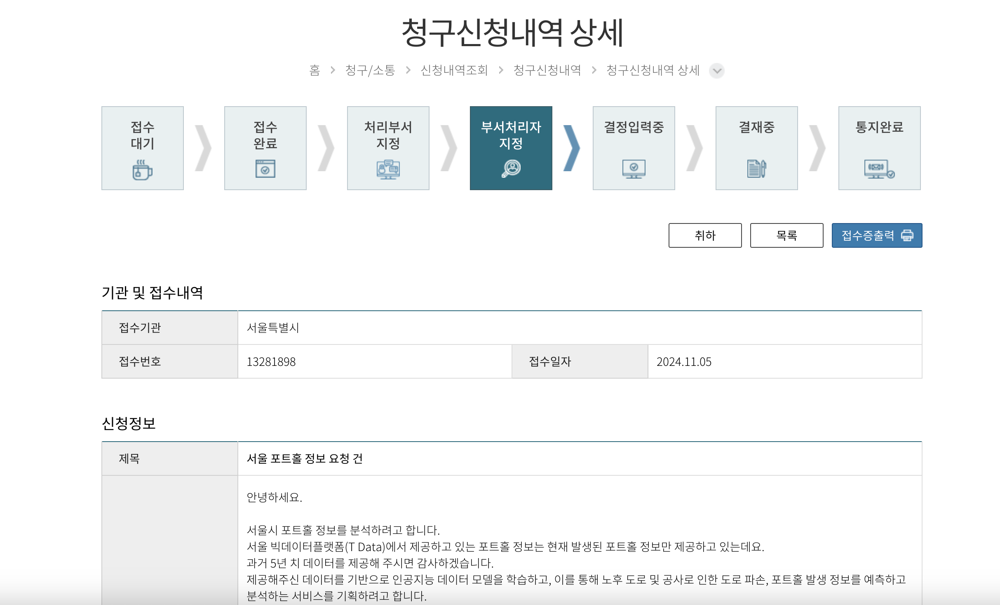 청구신청내역 상세
홈 > 청구/소통 > 신청내역조회 > 청구신청내역 > 청구신청내역 상세
접수
대기
접수
완료
처리부서
지정
부서처리자
지정
결정입력중
결재중
통지완료
취하
목록
접수증출력
기관 및 접수내역
접수기관
서울특별시
접수번호
13281898
접수일자
2024.11.05
신청정보
제목
서울 포트홀 정보 요청 건
안녕하세요.
서울시 포트홀 정보를 분석하려고 합니다.
서울 빅데이터플랫폼(T Data)에서 제공하고 있는 포트홀 정보는 현재 발생된 포트홀 정보만 제공하고 있는데요.
과거 5년 치 데이터를 제공해 주시면 감사하겠습니다.
제공해주신 데이터를 기반으로 인공지능 데이터 모델을 학습하고, 이를 통해 노후 도로 및 공사로 인한 도로 파손, 포트홀 발생 정보를 예측하고
분석하는 서비스를 기획하려고 합니다.